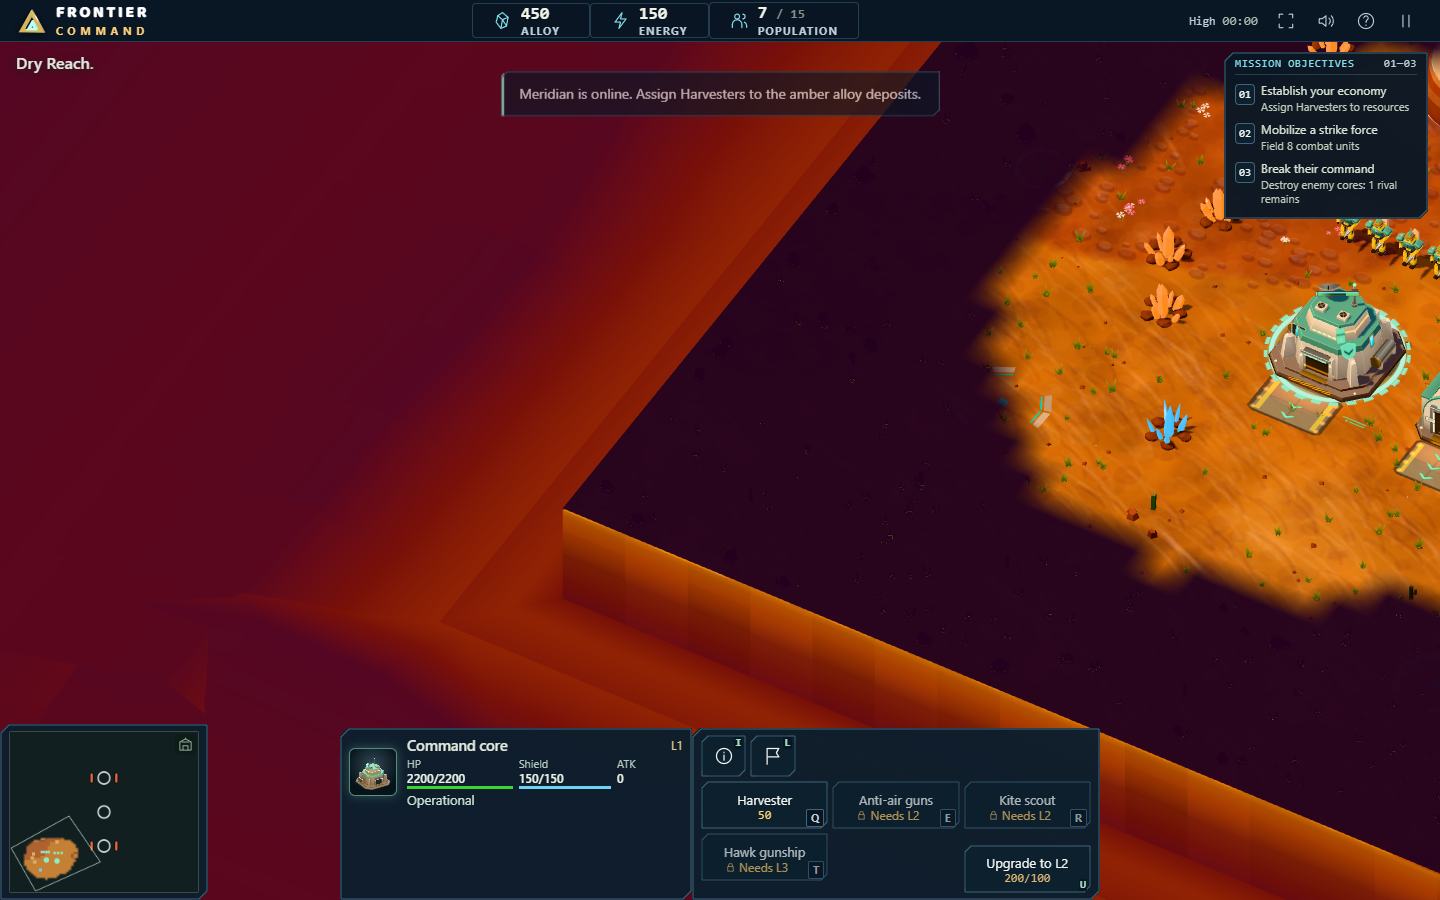 FRONTIER
COMMAND
450
ALLOY
150
ENERGY
7 / 15
POPULATION
High 00:00
Dry Reach.
Meridian is online. Assign Harvesters to the amber alloy deposits.
MISSION OBJECTIVES 01—03
01 Establish your economy
Assign Harvesters to resources
02 Mobilize a strike force
Field 8 combat units
03 Break their command
Destroy enemy cores: 1 rival
remains
Command core L1
HP Shield ATK
2200/2200 150/150 0
Operational
I L
Harvester
50 Q
Anti-air guns
Needs L2 E
Kite scout
Needs L2 R
Hawk gunship
Needs L3 T
Upgrade to L2
200/100
U